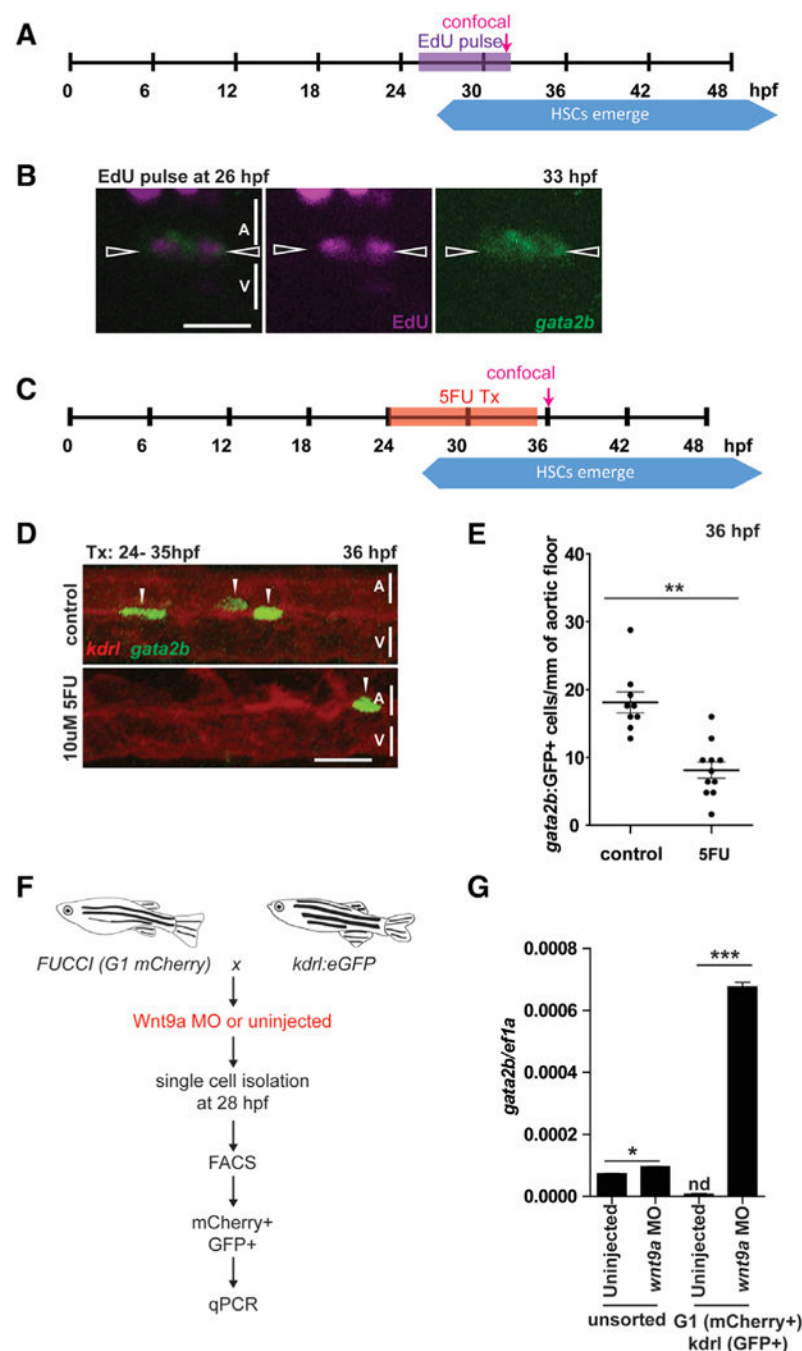 A
confocal
EdU pulse
0 6 12 18 24 30 36 42 48 hpf
HSCs emerge
B
EdU pulse at 26 hpf 33 hpf
A
V
EdU
gata2b
C
confocal
5FU Tx
0 6 12 18 24 30 36 42 48 hpf
HSCs emerge
D
Tx: 24- 35hpf 36 hpf
control
A
V
kdrl gata2b
10uM 5FU
A
V
E
36 hpf
**
gata2b:GFP+ cells/mm of aortic floor
40
30
20
10
0
control 5FU
F
FUCCI (G1 mCherry) x kdrl:eGFP
Wnt9a MO or uninjected
single cell isolation
at 28 hpf
FACS
mCherry+
GFP+
qPCR
G
gata2b/ef1a
0.0008
0.0006
0.0004
0.0002
0.0000
*
nd
***
Uninjected
wnt9a MO
Uninjected
wnt9a MO
unsorted
G1 (mCherry+)
kdrl (GFP+)